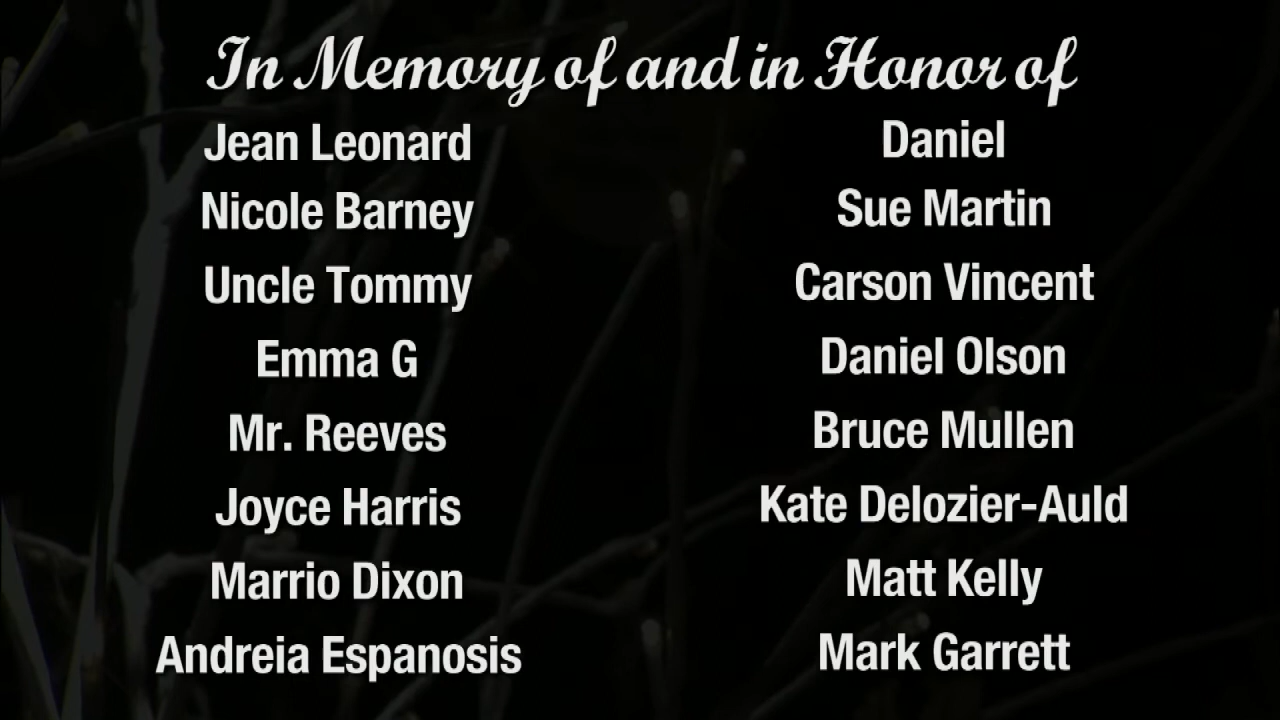 In Memory of and in Honor of
Jean Leonard
Nicole Barney
Uncle Tommy
Emma G
Mr. Reeves
Joyce Harris
Marrio Dixon
Andreia Espanosis
Daniel
Sue Martin
Carson Vincent
Daniel Olson
Bruce Mullen
Kate Delozier-Auld
Matt Kelly
Mark Garrett